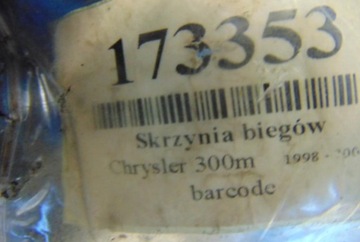 173353
Skrzynia biegów
Chrysler 300m 1998 -
barcode